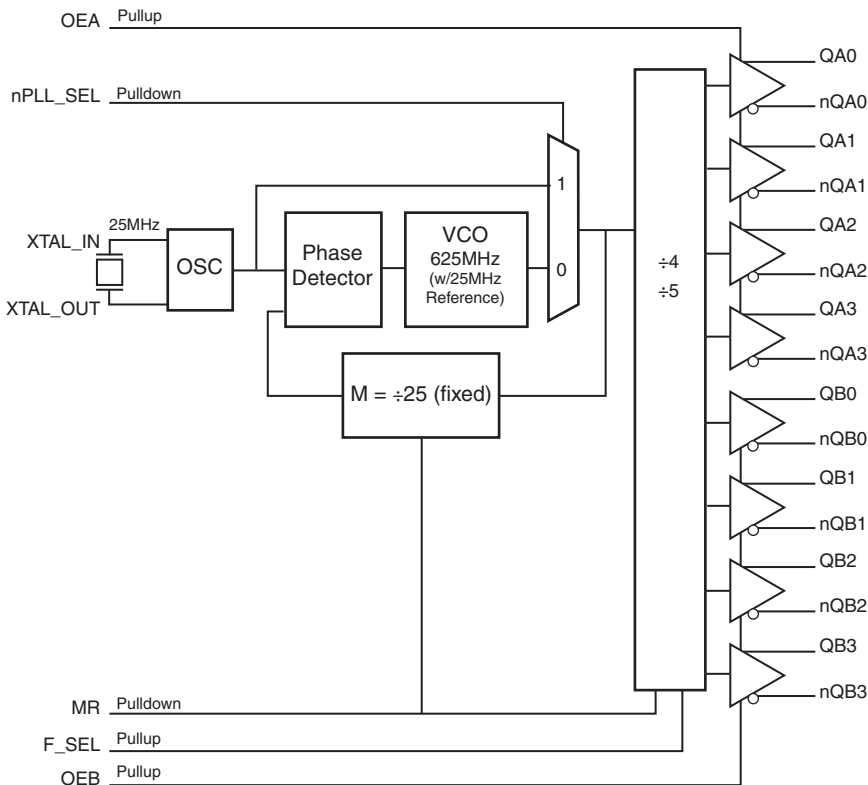 OEA Pullup
QA0
nPLL_SEL Pulldown
nQA0
QA1
1
nQA1
25MHz
XTAL_IN
OSC
XTAL_OUT
Phase
Detector
VCO
625MHz
(w/25MHz
Reference)
0
÷4
÷5
QA2
nQA2
QA3
nQA3
M = ÷25 (fixed)
QB0
nQB0
QB1
nQB1
QB2
nQB2
QB3
nQB3
MR Pulldown
F_SEL Pullup
OEB Pullup